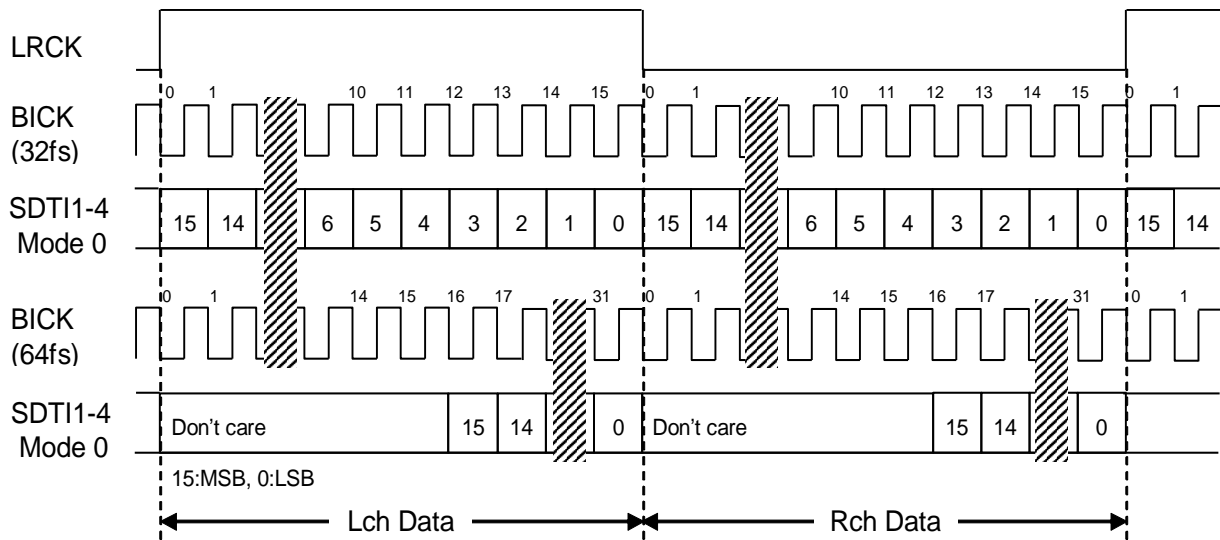 LRCK
0 1 10 11 12 13 14 15 0 1 10 11 12 13 14 15 0 1
BICK
(32fs)
SDTI1-4
Mode 0
15 14 6 5 4 3 2 1 0 15 14 6 5 4 3 2 1 0 15 14
0 1 14 15 16 17 31 0 1 14 15 16 17 31 0 1
BICK
(64fs)
SDTI1-4
Mode 0
Don't care 15 14 0 Don't care 15 14 0
15:MSB, 0:LSB
Lch Data Rch Data